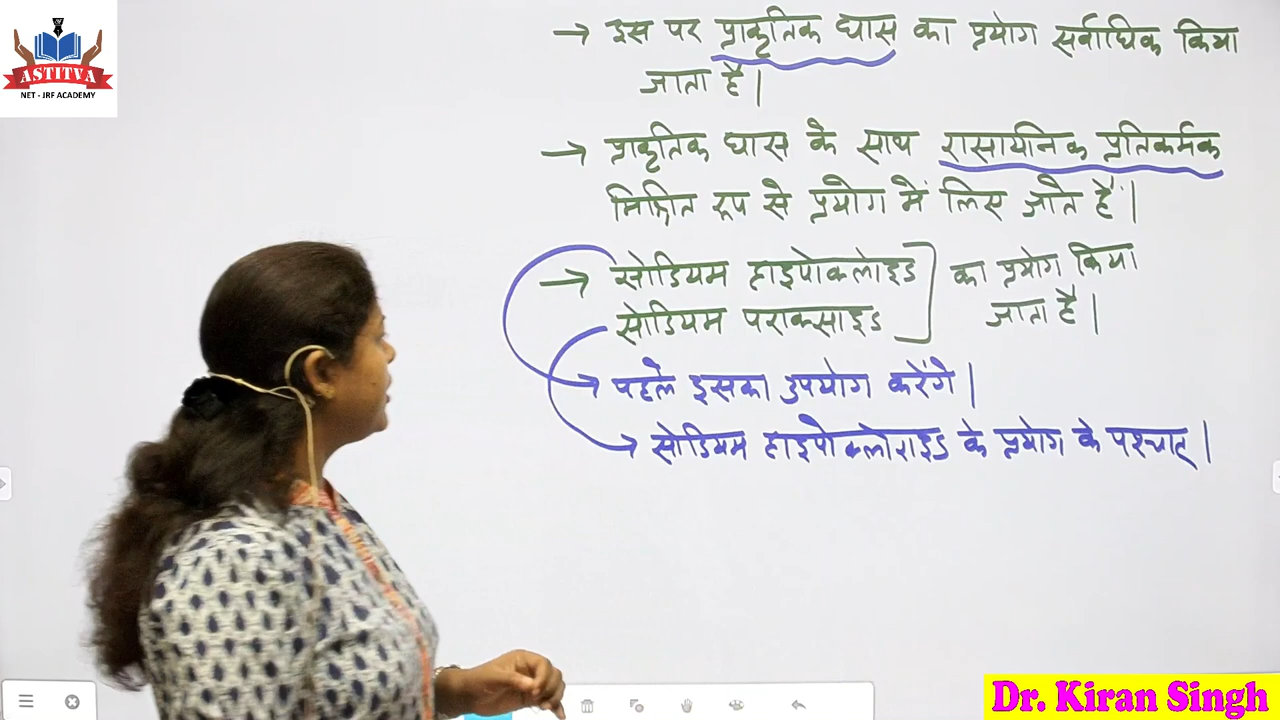 ASTITVA
NET - JRF ACADEMY
→ इस पर प्राकृतिक घास का प्रयोग सर्वाधिक किया
जाता है।
→ प्राकृतिक घास के साथ रासायनिक प्रतिकर्मक
मिश्रित रूप से प्रयोग में लिए जाते हैं।
→ सोडियम हाइपोक्लोाइड ] का प्रयोग किया
सोडियम पराक्साइड जाता है।
→ पहले इसका उपयोग करेंगे।
→ सोडियम हाइपोक्लोराइड के प्रयोग के पश्चात्।
Dr. Kiran Singh